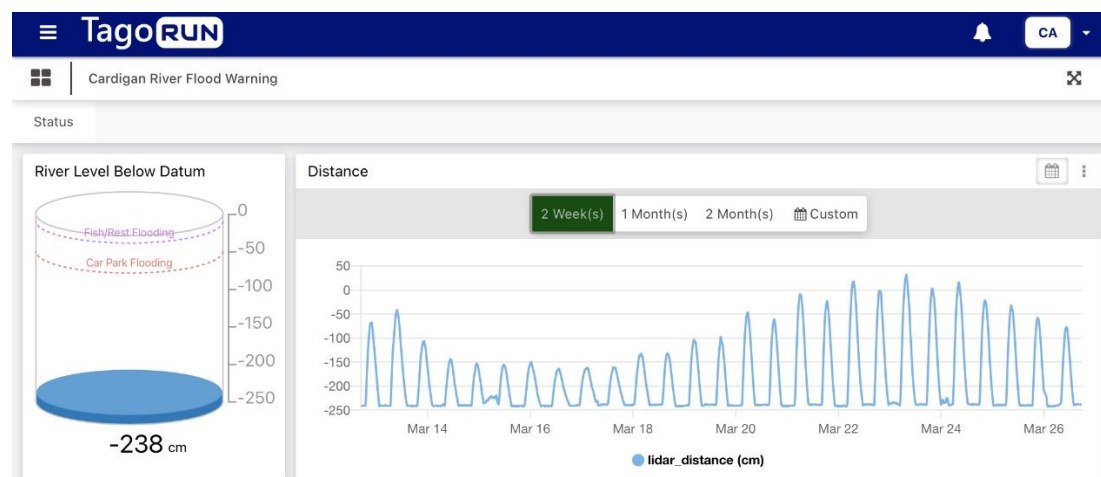 TagoRUN
CA
Cardigan River Flood Warning
Status
River Level Below Datum
0
Fish/Rest Flooding
-50
Car Park Flooding
-100
-150
-200
-250
-238 cm
Distance
2 Week(s) 1 Month(s) 2 Month(s) Custom
50
0
-50
-100
-150
-200
-250
Mar 14 Mar 16 Mar 18 Mar 20 Mar 22 Mar 24 Mar 26
lidar_distance (cm)